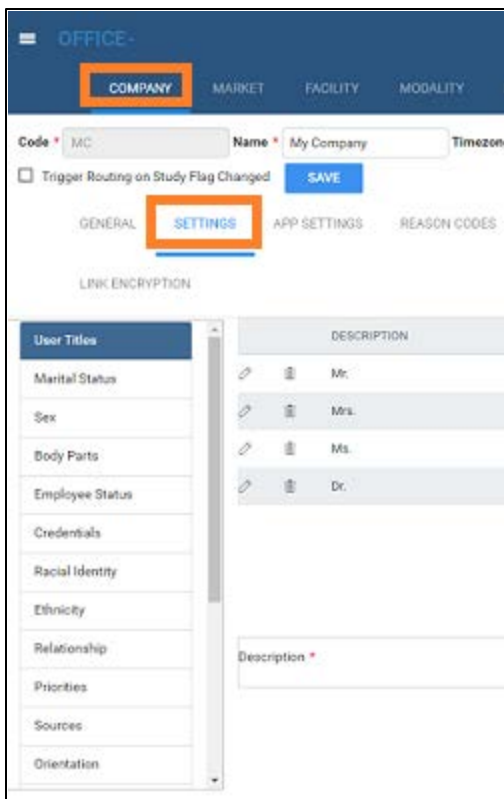 OFFICE-
COMPANY MARKET FACILITY MODALITY
Code * MC Name * My Company Timezon
Trigger Routing on Study Flag Changed SAVE
GENERAL SETTINGS APP SETTINGS REASON CODES
LINK ENCRYPTION
User Titles
Marital Status
Sex
Body Parts
Employee Status
Credentials
Racial Identity
Ethnicity
Relationship
Priorities
Sources
Orientation
DESCRIPTION
Mr.
Mrs.
Ms.
Dr.
Description *